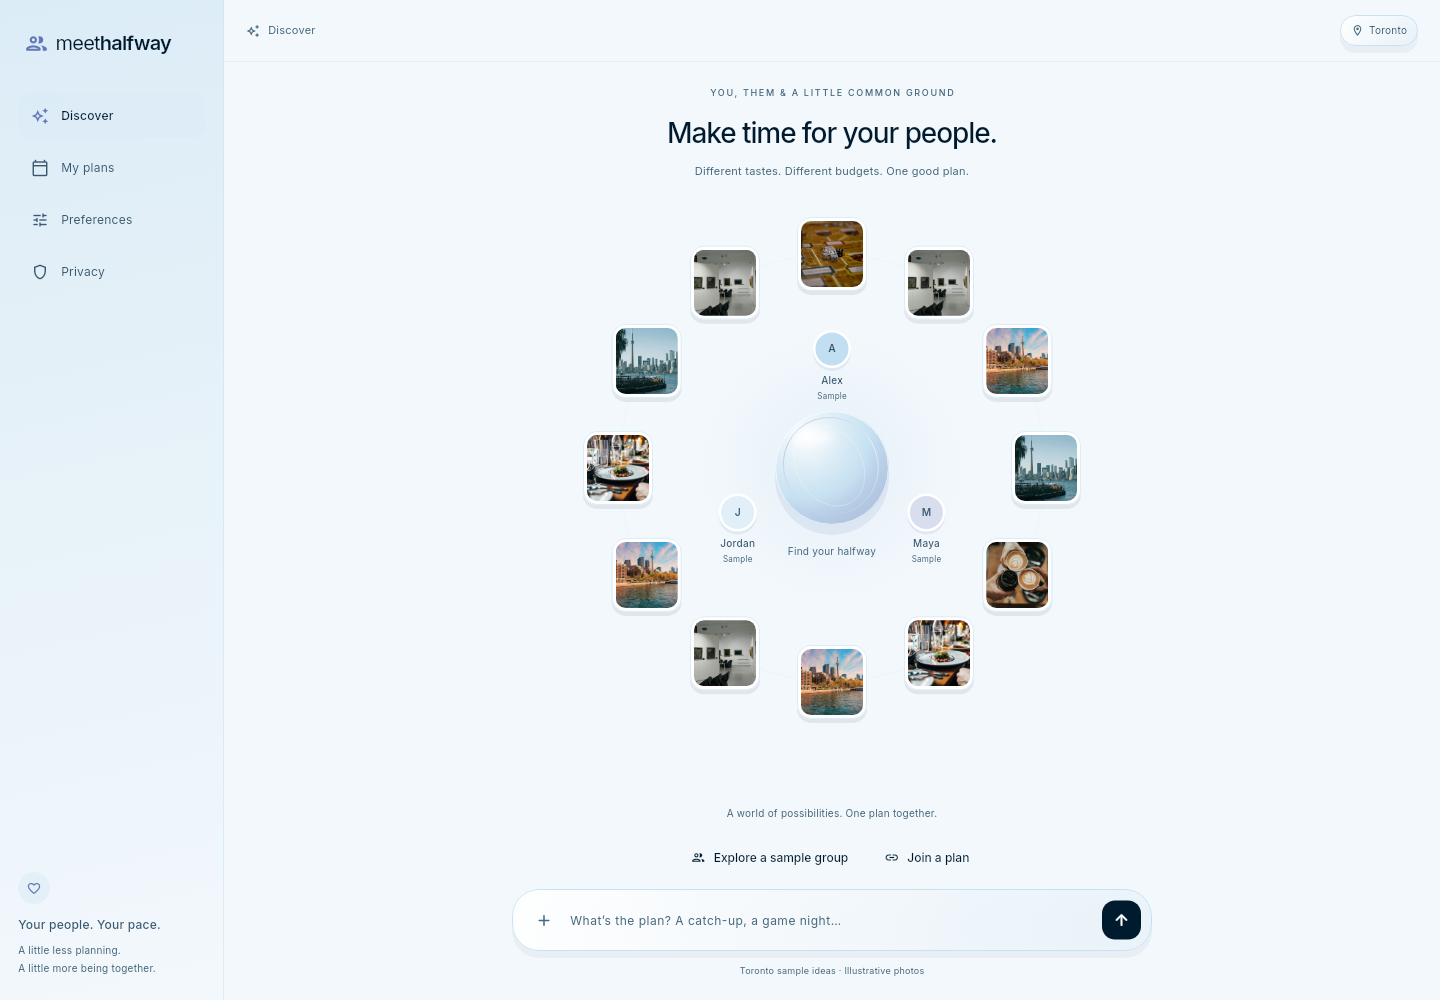 meethalfway
Discover
My plans
Preferences
Privacy
Your people. Your pace.
A little less planning.
A little more being together.
Discover
Toronto
YOU, THEM & A LITTLE COMMON GROUND
Make time for your people.
Different tastes. Different budgets. One good plan.
A
Alex
Sample
J
Jordan
Sample
M
Maya
Sample
Find your halfway
A world of possibilities. One plan together.
Explore a sample group
Join a plan
What's the plan? A catch-up, a game night...
Toronto sample ideas · Illustrative photos